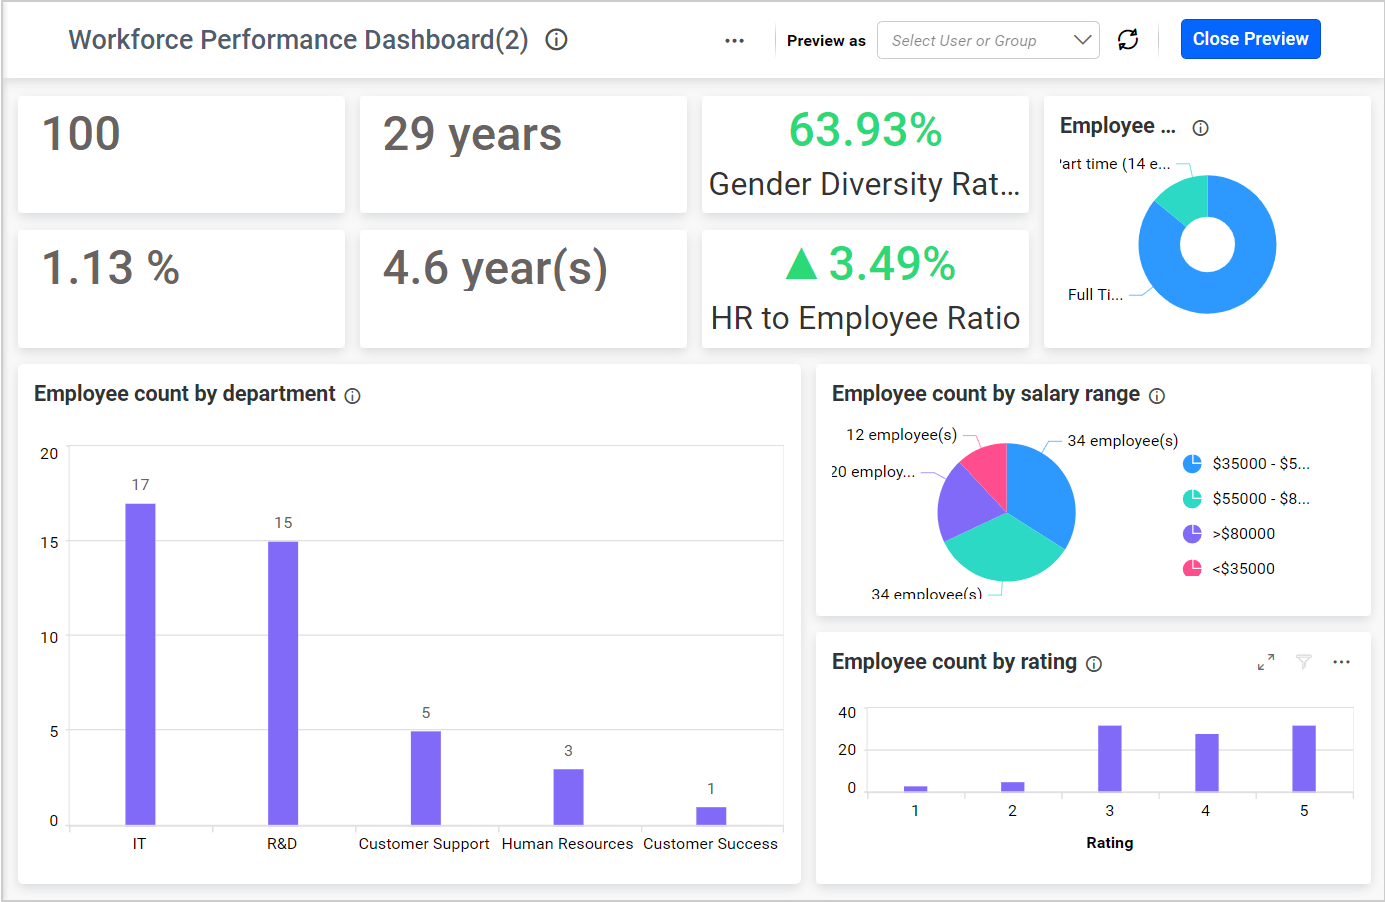 Workforce Performance Dashboard(2)
Preview as
Select User or Group
Close Preview
100
29 years
63.93%
Gender Diversity Rat...
1.13 %
4.6 year(s)
3.49%
HR to Employee Ratio
Employee ...
Part time (14 e...
Full Ti...
Employee count by department
20
15
10
5
0
17
15
5
3
1
IT
R&D
Customer Support
Human Resources
Customer Success
Employee count by salary range
12 employee(s)
34 employee(s)
20 employ...
34 employee(s)
$35000 - $5...
$55000 - $8...
>$80000
<$35000
Employee count by rating
40
20
0
1
2
3
4
5
Rating